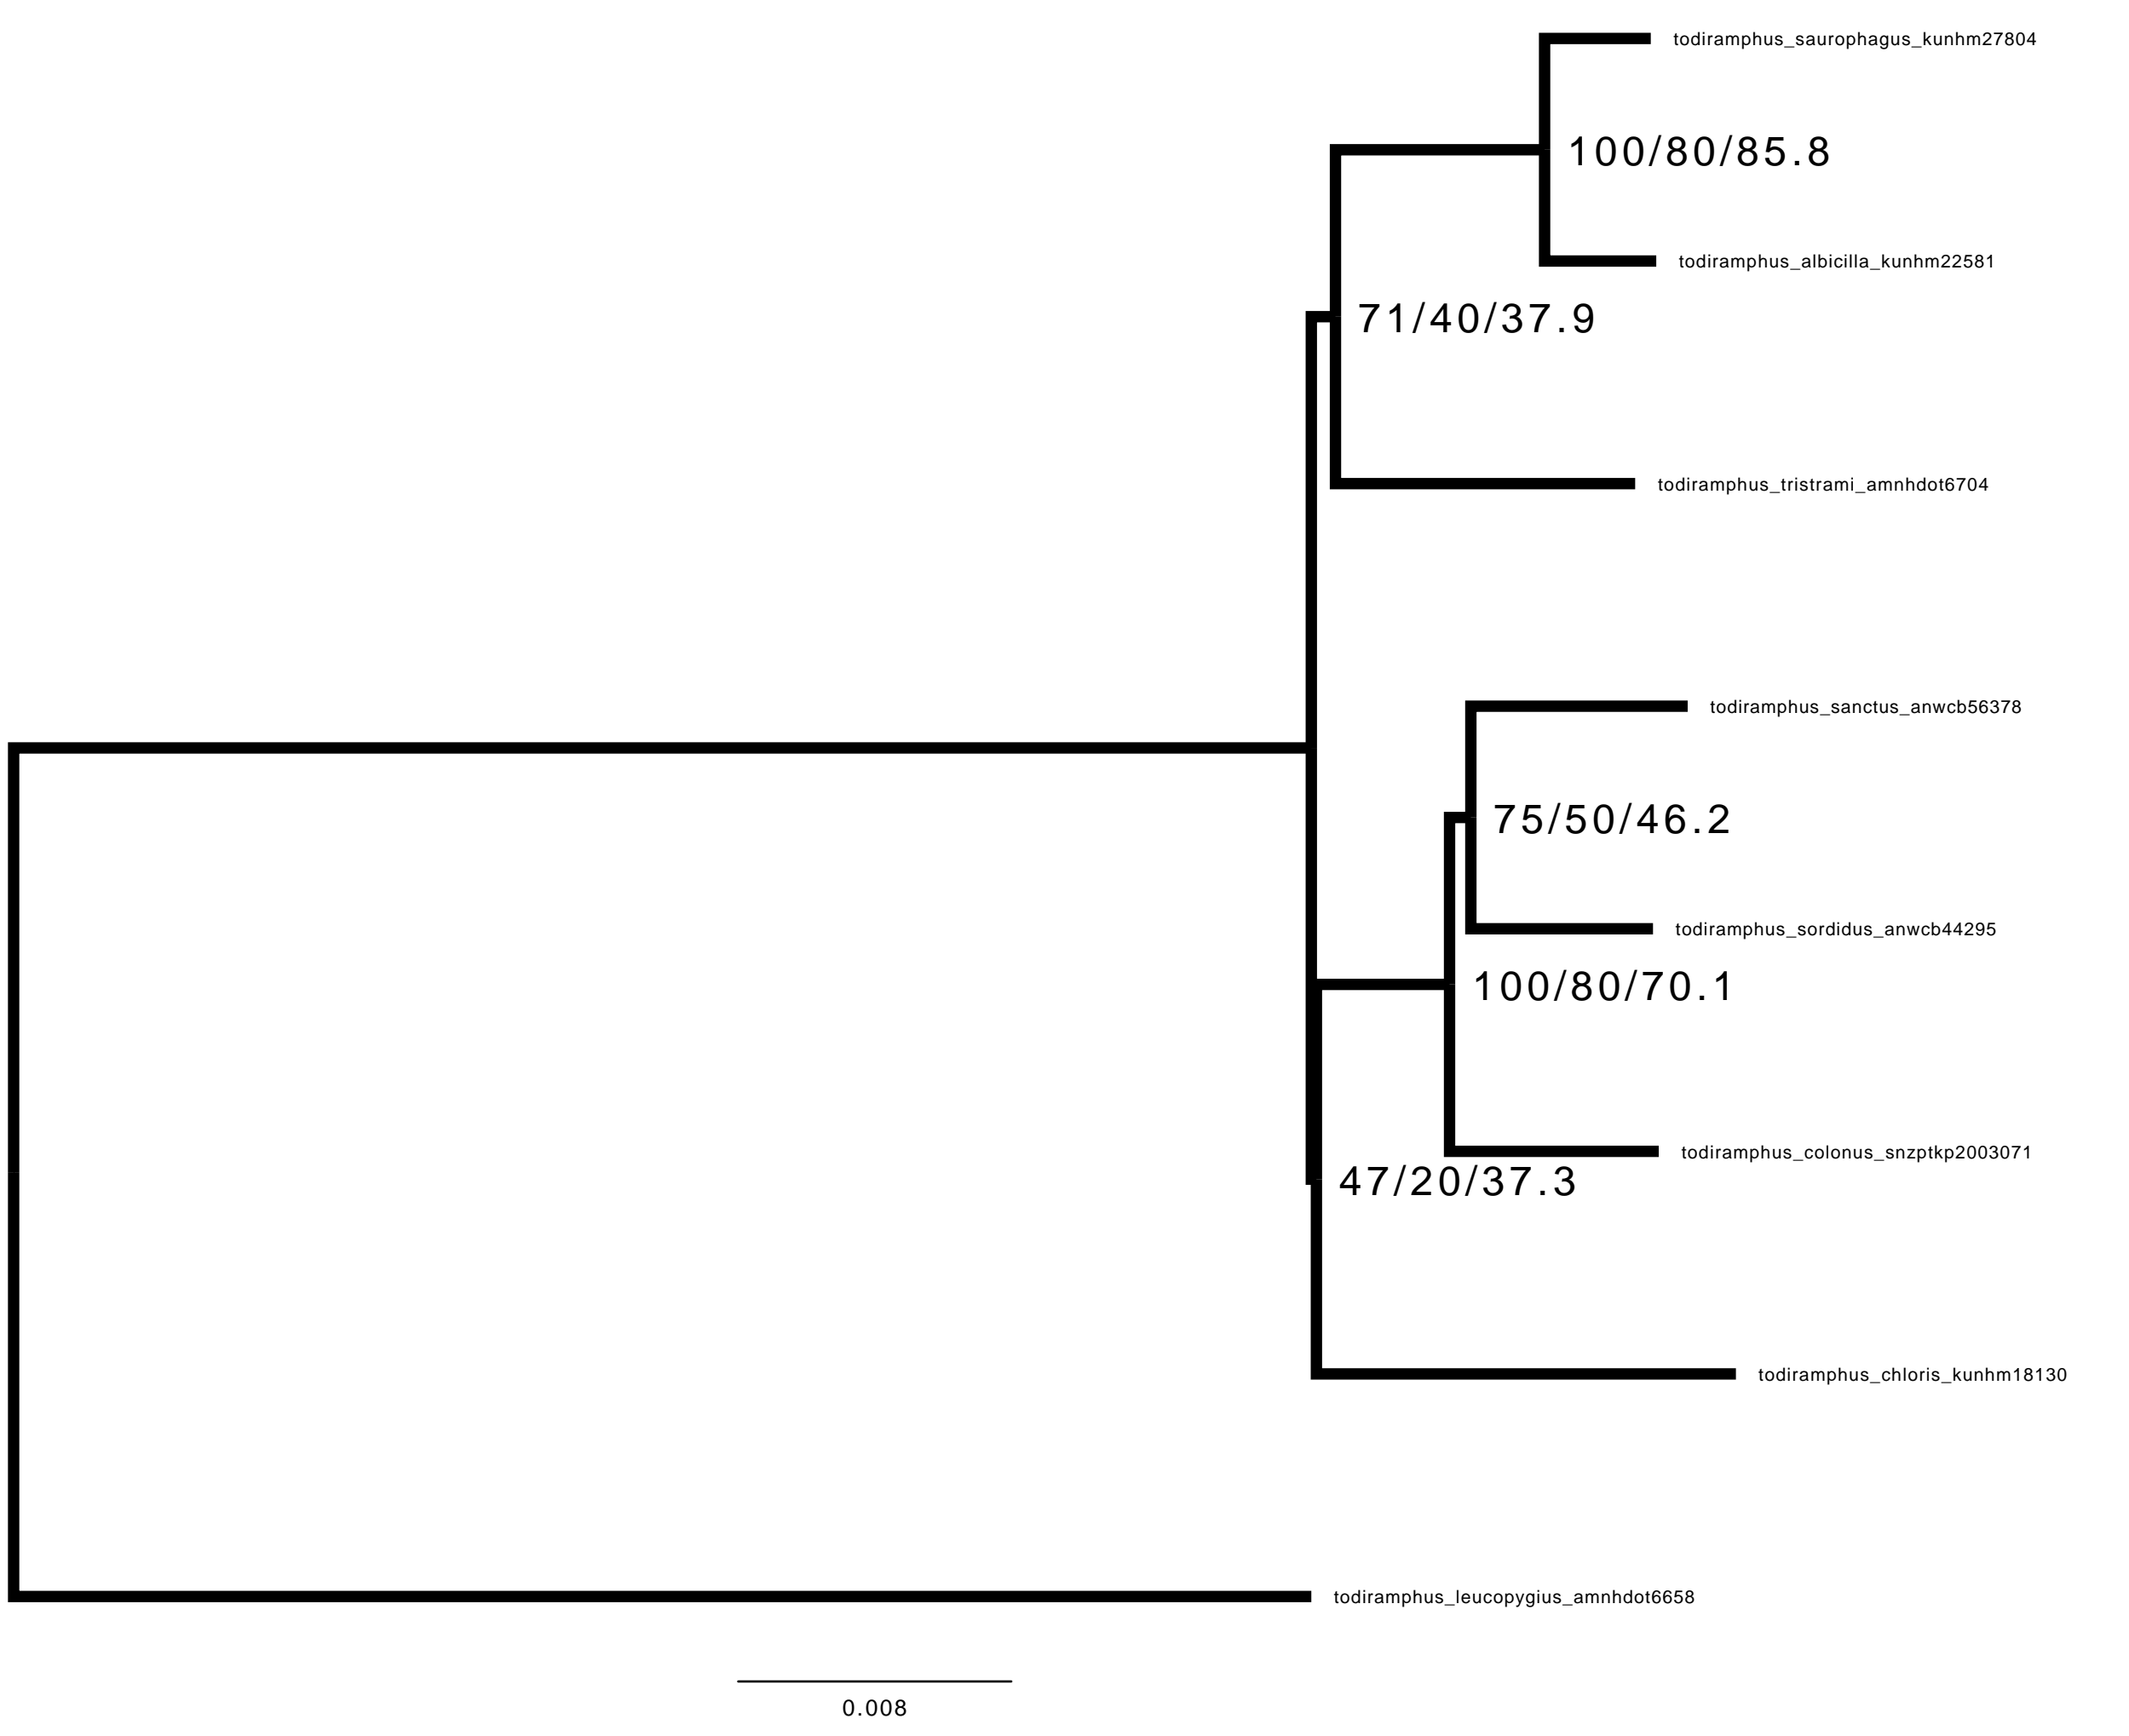 todiramphus_saurophagus_kunhm27804
100/80/85.8
todiramphus_albicilla_kunhm22581
71/40/37.9
todiramphus_tristrami_amnhdot6704
todiramphus_sanctus_anwcb56378
75/50/46.2
todiramphus_sordidus_anwcb44295
100/80/70.1
todiramphus_colonus_snzptkp2003071
47/20/37.3
todiramphus_chloris_kunhm18130
todiramphus_leucopygius_amnhdot6658
0.008